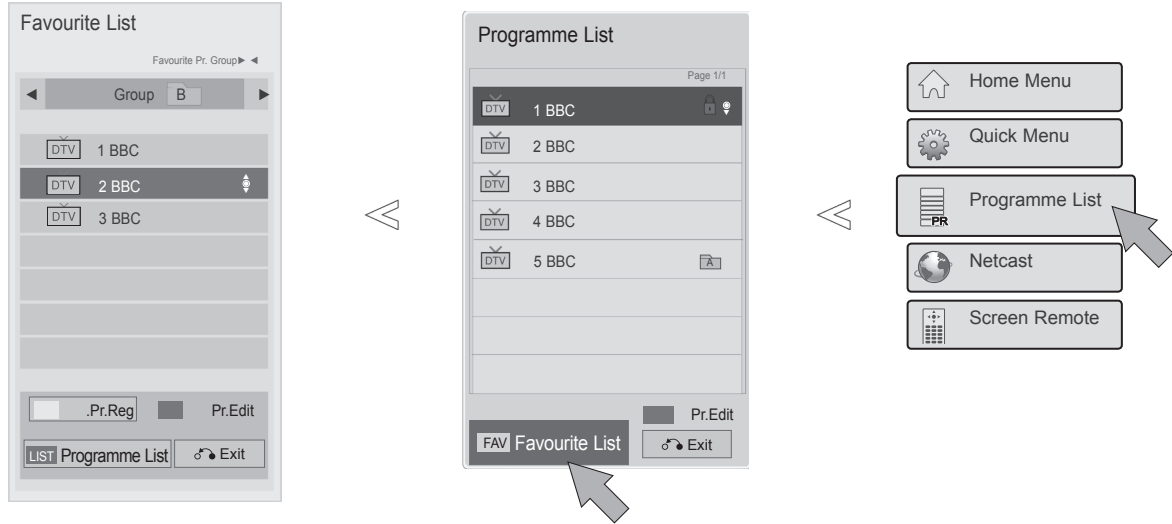 Favourite List
Favourite Pr. Group► ◄
◄ Group B ►
DTV 1 BBC
DTV 2 BBC
DTV 3 BBC
.Pr.Reg Pr.Edit
LIST Programme List Exit
Programme List
Page 1/1
DTV 1 BBC
DTV 2 BBC
DTV 3 BBC
DTV 4 BBC
DTV 5 BBC A
Pr.Edit
FAV Favourite List Exit
Home Menu
Quick Menu
PR Programme List
Netcast
Screen Remote